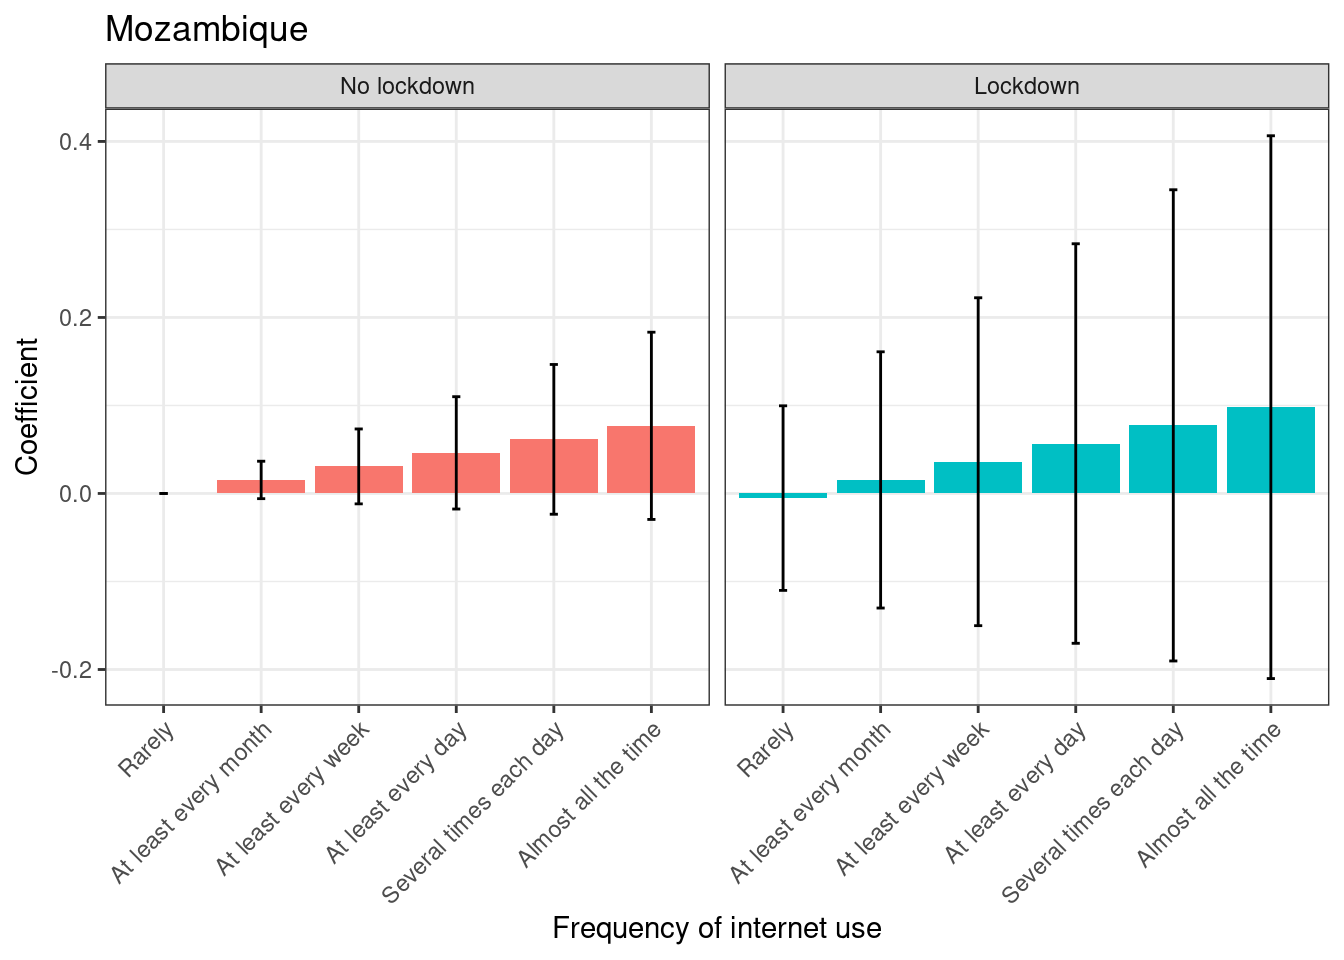 Mozambique
No lockdown
Lockdown
Coefficient
0.4
0.2
0.0
-0.2
Rarely
At least every month
At least every week
At least every day
Several times each day
Almost all the time
Rarely
At least every month
At least every week
At least every day
Several times each day
Almost all the time
Frequency of internet use